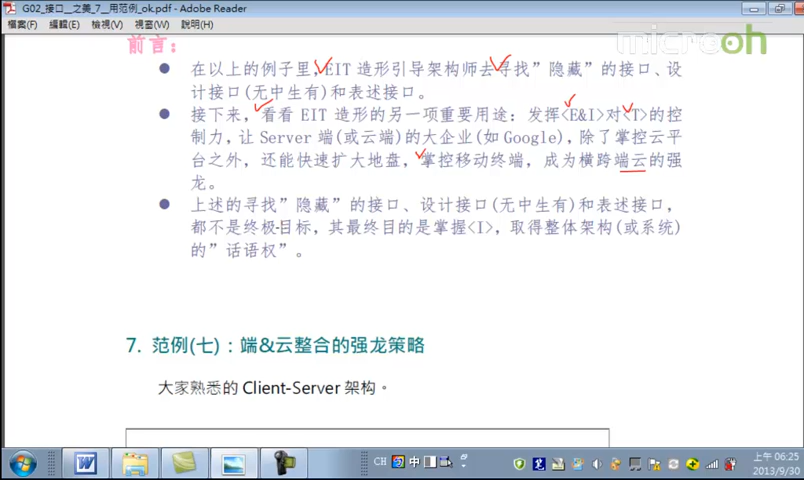 G02_接口__之美_7__用范例_ok.pdf - Adobe Reader
檔案(F) 編輯(E) 檢視(V) 視窗(W) 說明(H)
microoh
前言：
● 在以上的例子里，EIT 造形引导架构师去寻找”隐藏”的接口、设
计接口(无中生有)和表述接口。
● 接下来，看看 EIT 造形的另一项重要用途：发挥<E&I>对<T>的控
制力，让 Server 端(或云端)的大企业(如 Google)，除了掌控云平
台之外，还能快速扩大地盘，掌控移动终端，成为横跨端云的强
龙。
● 上述的寻找”隐藏”的接口、设计接口(无中生有)和表述接口，
都不是终极目标，其最终目的是掌握<I>，取得整体架构(或系统)
的”话语权”。
7. 范例(七)：端&云整合的强龙策略
大家熟悉的 Client-Server 架构。
CH 中
上午 06:25
2013/9/30